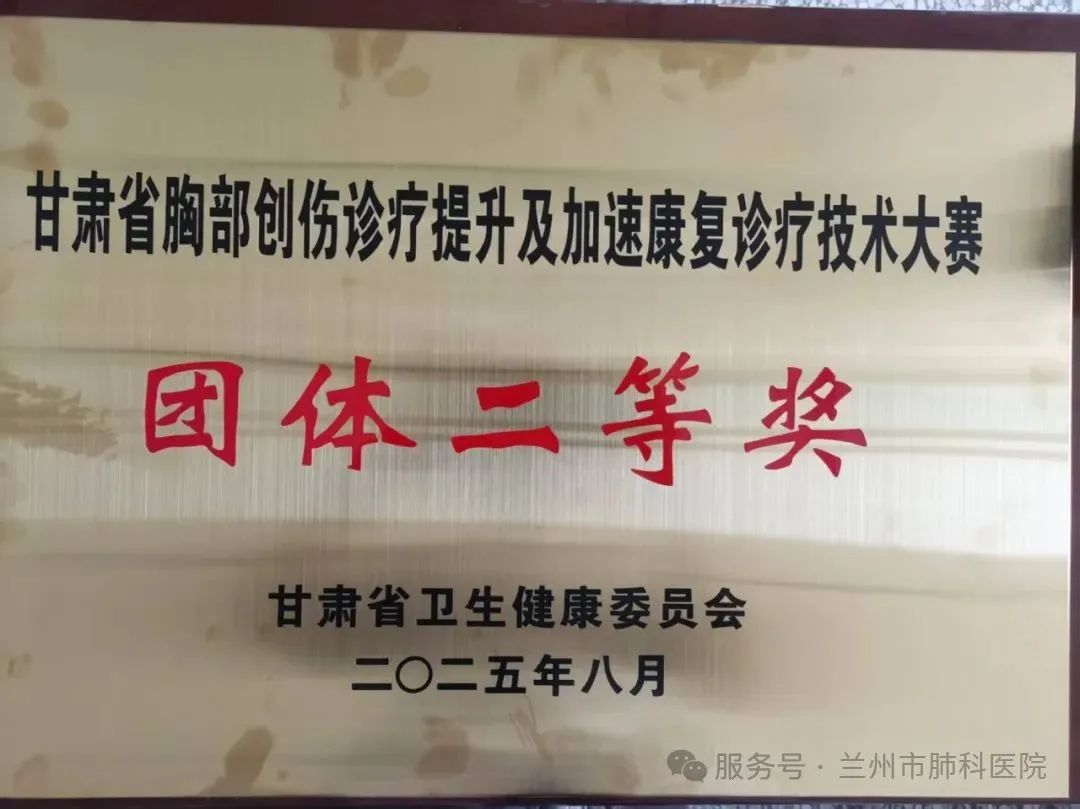 甘肃省胸部创伤诊疗提升及加速康复诊疗技术大赛
团体二等奖
甘肃省卫生健康委员会
二〇二五年八月
服务号·兰州市肺科医院